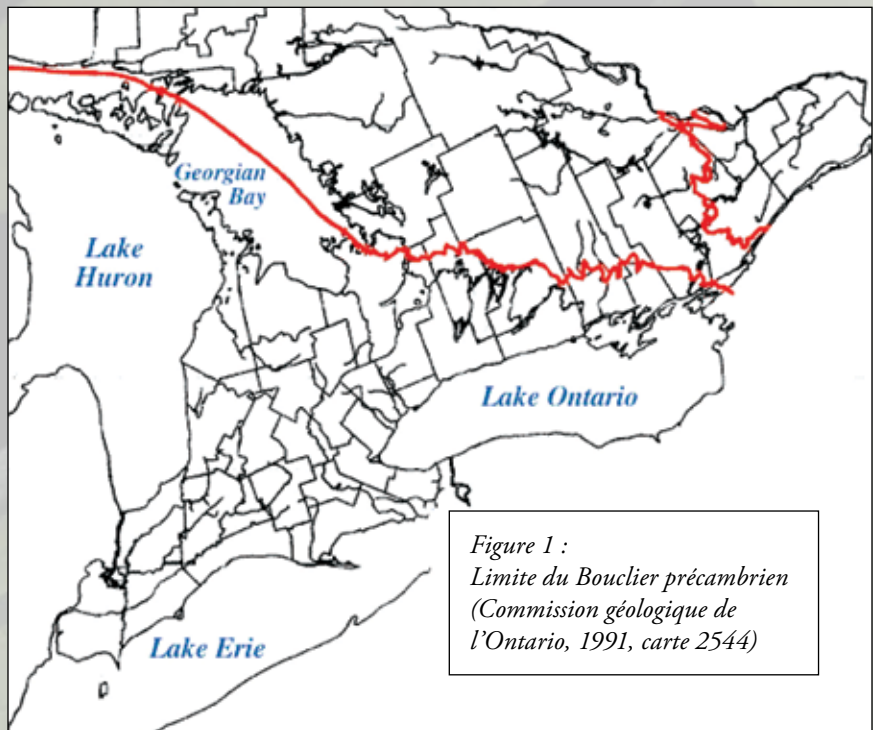 Georgian
Bay
Lake
Huron
Lake Ontario
Lake Erie
Figure 1 :
Limite du Bouclier précambrien
(Commission géologique de
l'Ontario, 1991, carte 2544)